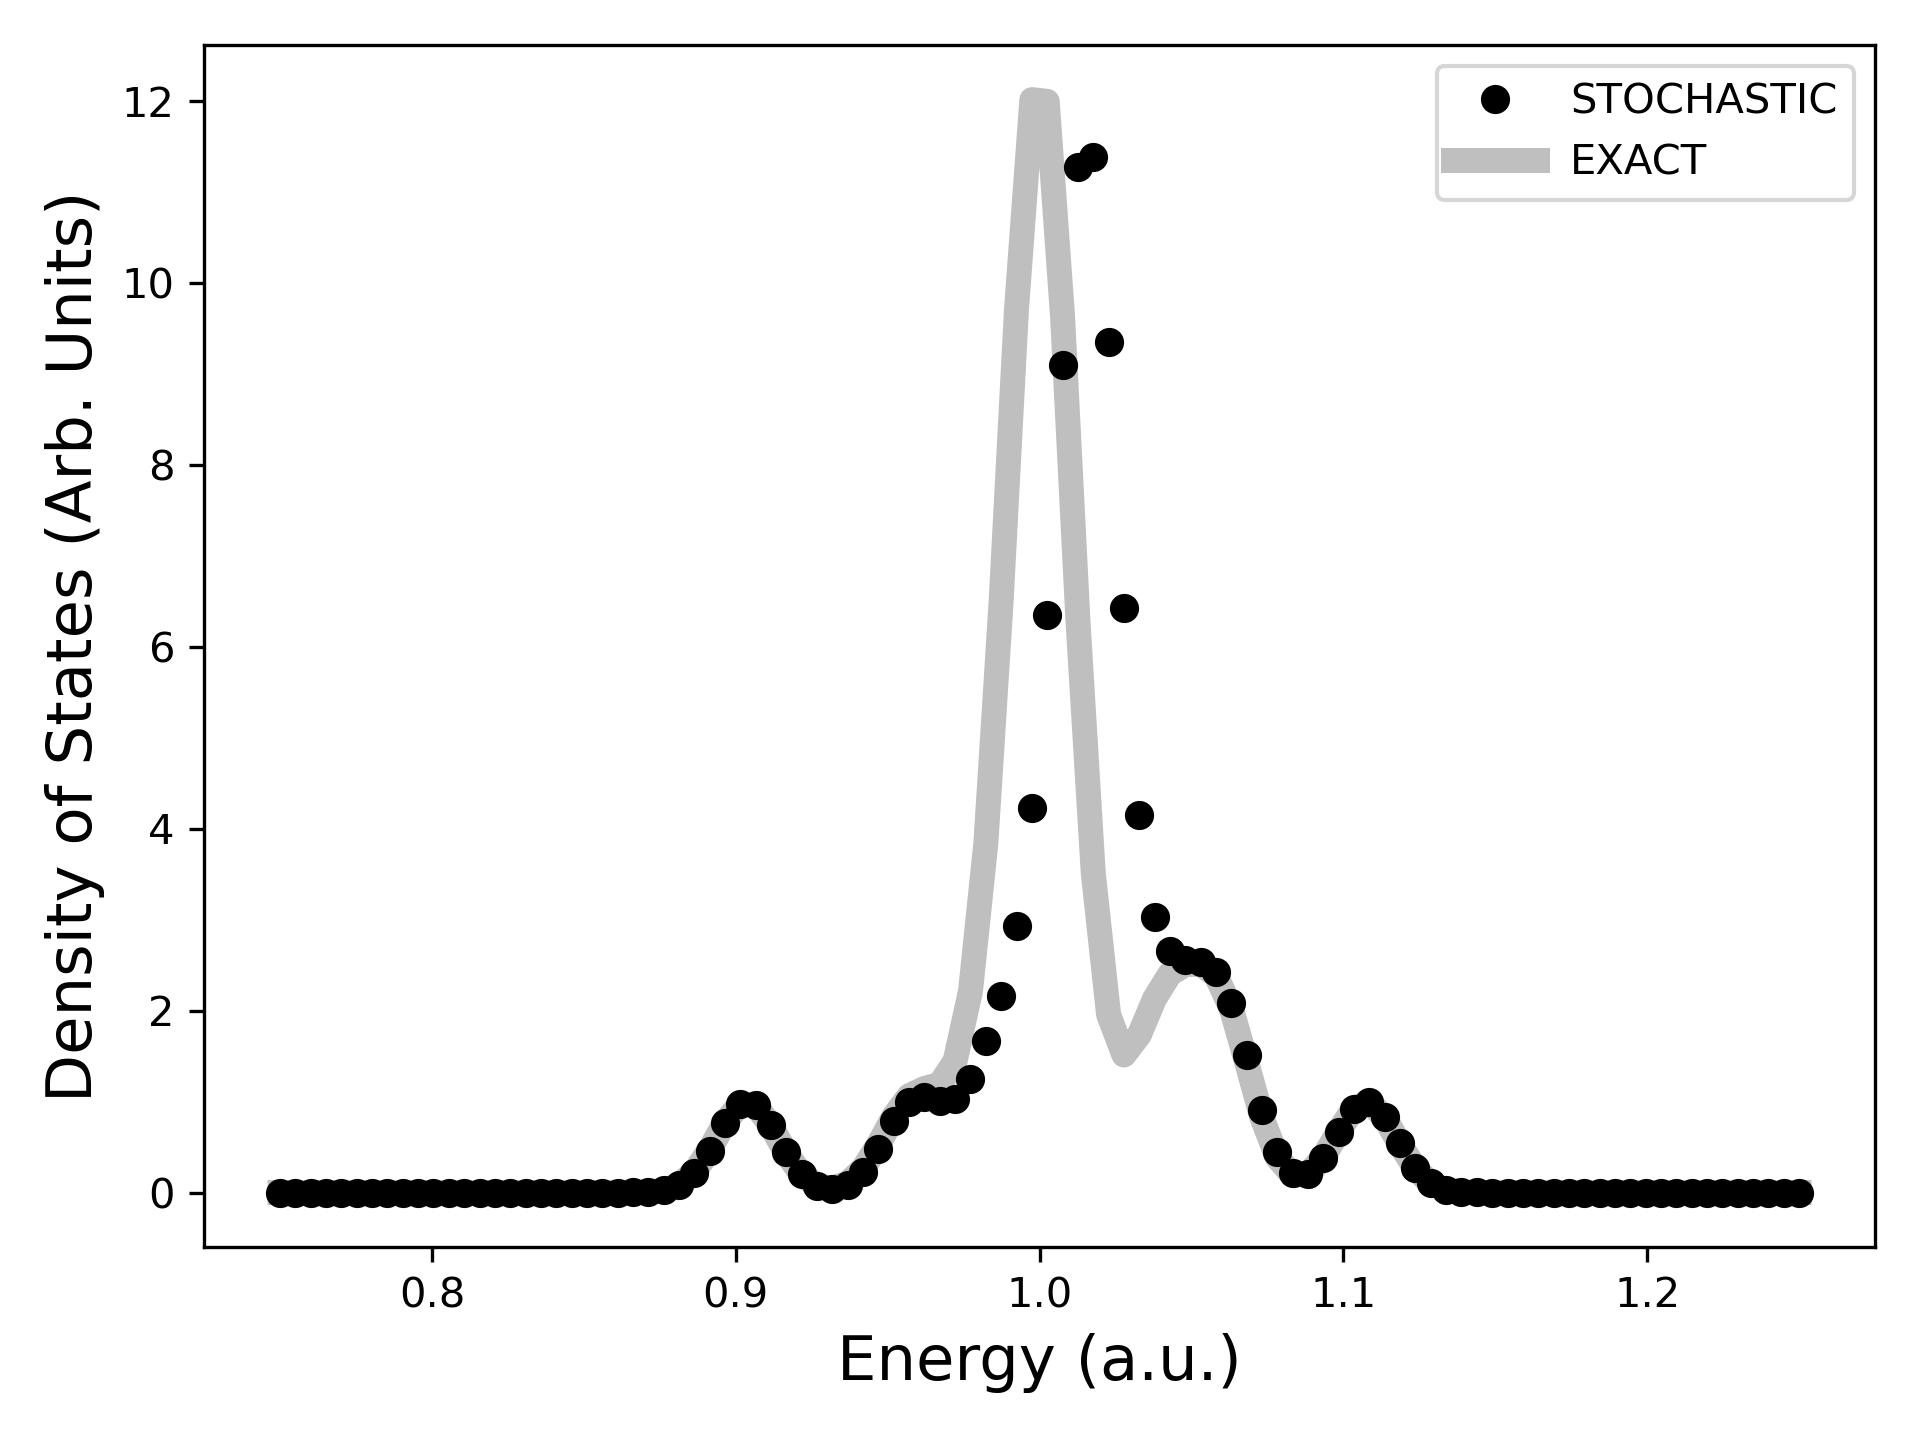 STOCHASTIC
EXACT
Density of States (Arb. Units)
12
10
8
6
4
2
0
0.8 0.9 1.0 1.1 1.2
Energy (a.u.)